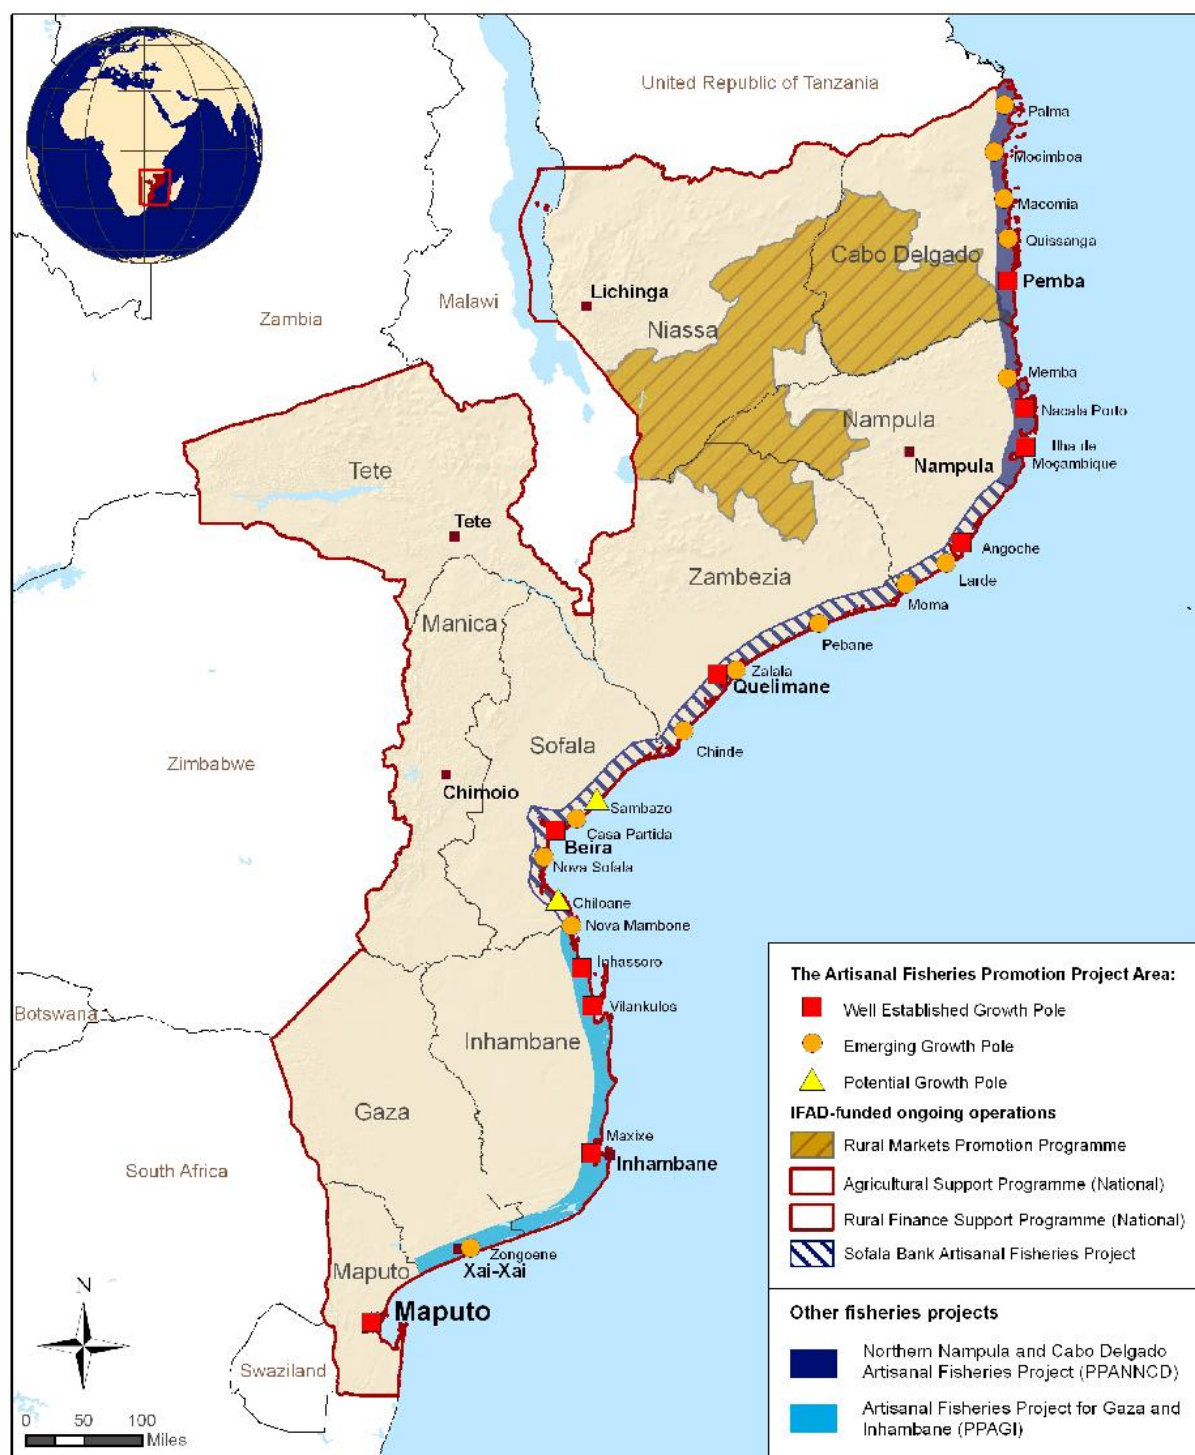 United Republic of Tanzania
Palma
Mocimboa
Macomia
Quissanga
Cabo Delgado
Pemba
Malawi
Lichinga
Zambia
Niassa
Memba
Nacala Porto
Nampula
Ilha de
Moçambique
Nampula
Tete
Tete
Angoche
Larde
Zambezia
Moma
Manica
Pebane
Zalala
Quelimane
Sofala
Chinde
Zimbabwe
Chimoio
Sambazo
Casa Partida
Beira
Nova Sofala
Chiloane
Nova Mambone
Inhassoro
Vilankulos
Botswana
Inhambane
Gaza
Maxixe
Inhambane
South Africa
Zongoene
Xai-Xai
Maputo
Maputo
N
Swaziland
0 50 100
Miles
The Artisanal Fisheries Promotion Project Area:
Well Established Growth Pole
Emerging Growth Pole
Potential Growth Pole
IFAD-funded ongoing operations
Rural Markets Promotion Programme
Agricultural Support Programme (National)
Rural Finance Support Programme (National)
Sofala Bank Artisanal Fisheries Project
Other fisheries projects
Northern Nampula and Cabo Delgado
Artisanal Fisheries Project (PPANNCD)
Artisanal Fisheries Project for Gaza and
Inhambane (PPAGI)